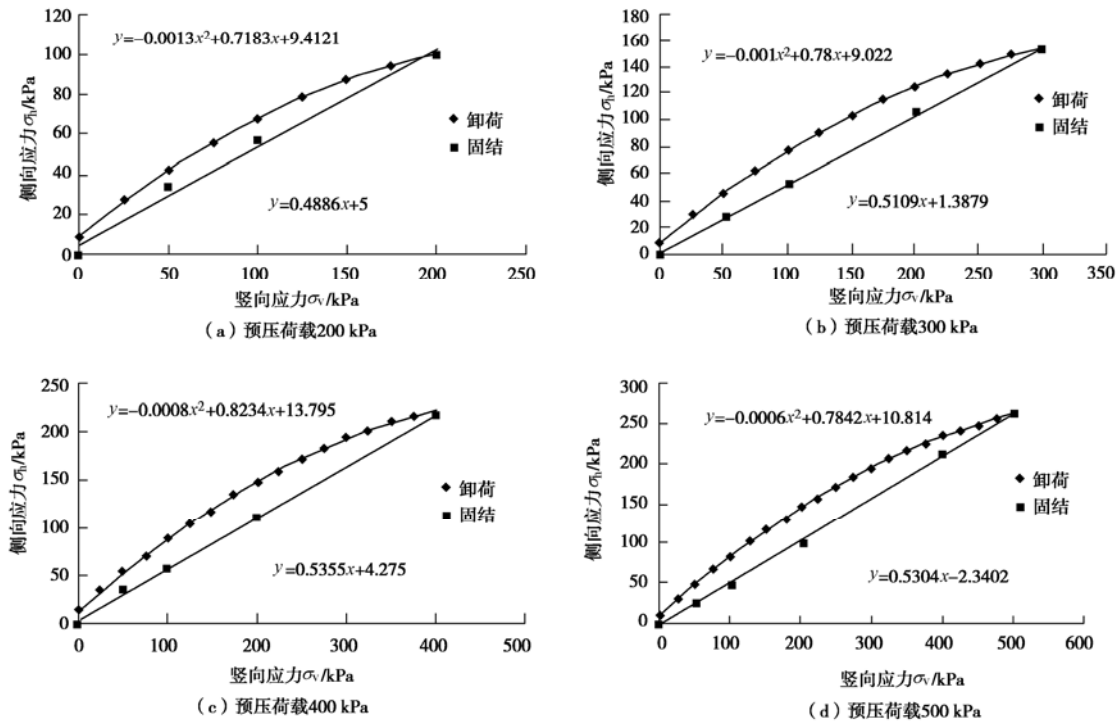 120
100
80
60
40
20
0
侧向应力σh/kPa
y=-0.0013x²+0.7183x+9.4121
卸荷
固结
y=0.4886x+5
0 50 100 150 200 250
竖向应力σv/kPa
(a)预压荷载200 kPa
180
160
140
120
100
80
60
40
20
0
侧向应力σh/kPa
y=-0.001x²+0.78x+9.022
卸荷
固结
y=0.5109x+1.3879
0 50 100 150 200 250 300 350
竖向应力σv/kPa
(b)预压荷载300 kPa
250
200
150
100
50
0
侧向应力σh/kPa
y=-0.0008x²+0.8234x+13.795
卸荷
固结
y=0.5355x+4.275
0 100 200 300 400 500
竖向应力σv/kPa
(c)预压荷载400 kPa
300
250
200
150
100
50
0
侧向应力σh/kPa
y=-0.0006x²+0.7842x+10.814
卸荷
固结
y=0.5304x-2.3402
0 100 200 300 400 500 600
竖向应力σv/kPa
(d)预压荷载500 kPa